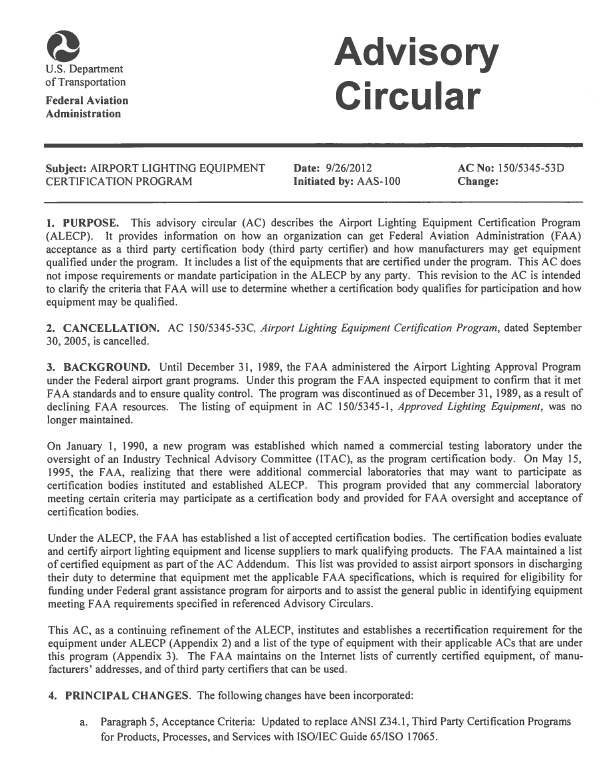 Advisory
Circular
U.S. Department
of Transportation
Federal Aviation
Administration
Subject: AIRPORT LIGHTING EQUIPMENT
CERTIFICATION PROGRAM
Date: 9/26/2012
Initiated by: AAS-100
AC No: 150/5345-53D
Change:
1. PURPOSE. This advisory circular (AC) describes the Airport Lighting Equipment Certification Program
(ALECP). It provides information on how an organization can get Federal Aviation Administration (FAA)
acceptance as a third party certification body (third party certifier) and how manufacturers may get equipment
qualified under the program. It includes a list of the equipments that are certified under the program. This AC does
not impose requirements or mandate participation in the ALECP by any party. This revision to the AC is intended
to clarify the criteria that FAA will use to determine whether a certification body qualifies for participation and how
equipment may be qualified.
2. CANCELLATION. AC 150/5345-53C, Airport Lighting Equipment Certification Program, dated September
30, 2005, is cancelled.
3. BACKGROUND. Until December 31, 1989, the FAA administered the Airport Lighting Approval Program
under the Federal airport grant programs. Under this program the FAA inspected equipment to confirm that it met
FAA standards and to ensure quality control. The program was discontinued as of December 31, 1989, as a result of
declining FAA resources. The listing of equipment in AC 150/5345-1, Approved Lighting Equipment, was no
longer maintained.
On January 1, 1990, a new program was established which named a commercial testing laboratory under the
oversight of an Industry Technical Advisory Committee (ITAC), as the program certification body. On May 15,
1995, the FAA, realizing that there were additional commercial laboratories that may want to participate as
certification bodies instituted and established ALECP. This program provided that any commercial laboratory
meeting certain criteria may participate as a certification body and provided for FAA oversight and acceptance of
certification bodies.
Under the ALECP, the FAA has established a list of accepted certification bodies. The certification bodies evaluate
and certify airport lighting equipment and license suppliers to mark qualifying products. The FAA maintained a list
of certified equipment as part of the AC Addendum. This list was provided to assist airport sponsors in discharging
their duty to determine that equipment met the applicable FAA specifications, which is required for eligibility for
funding under Federal grant assistance program for airports and to assist the general public in identifying equipment
meeting FAA requirements specified in referenced Advisory Circulars.
This AC, as a continuing refinement of the ALECP, institutes and establishes a recertification requirement for the
equipment under ALECP (Appendix 2) and a list of the type of equipment with their applicable ACs that are under
this program (Appendix 3). The FAA maintains on the Internet lists of currently certified equipment, of manu-
facturers' addresses, and of third party certifiers that can be used.
4. PRINCIPAL CHANGES. The following changes have been incorporated:
a. Paragraph 5, Acceptance Criteria: Updated to replace ANSI Z34.1, Third Party Certification Programs
for Products, Processes, and Services with ISO/IEC Guide 65/ISO 17065.